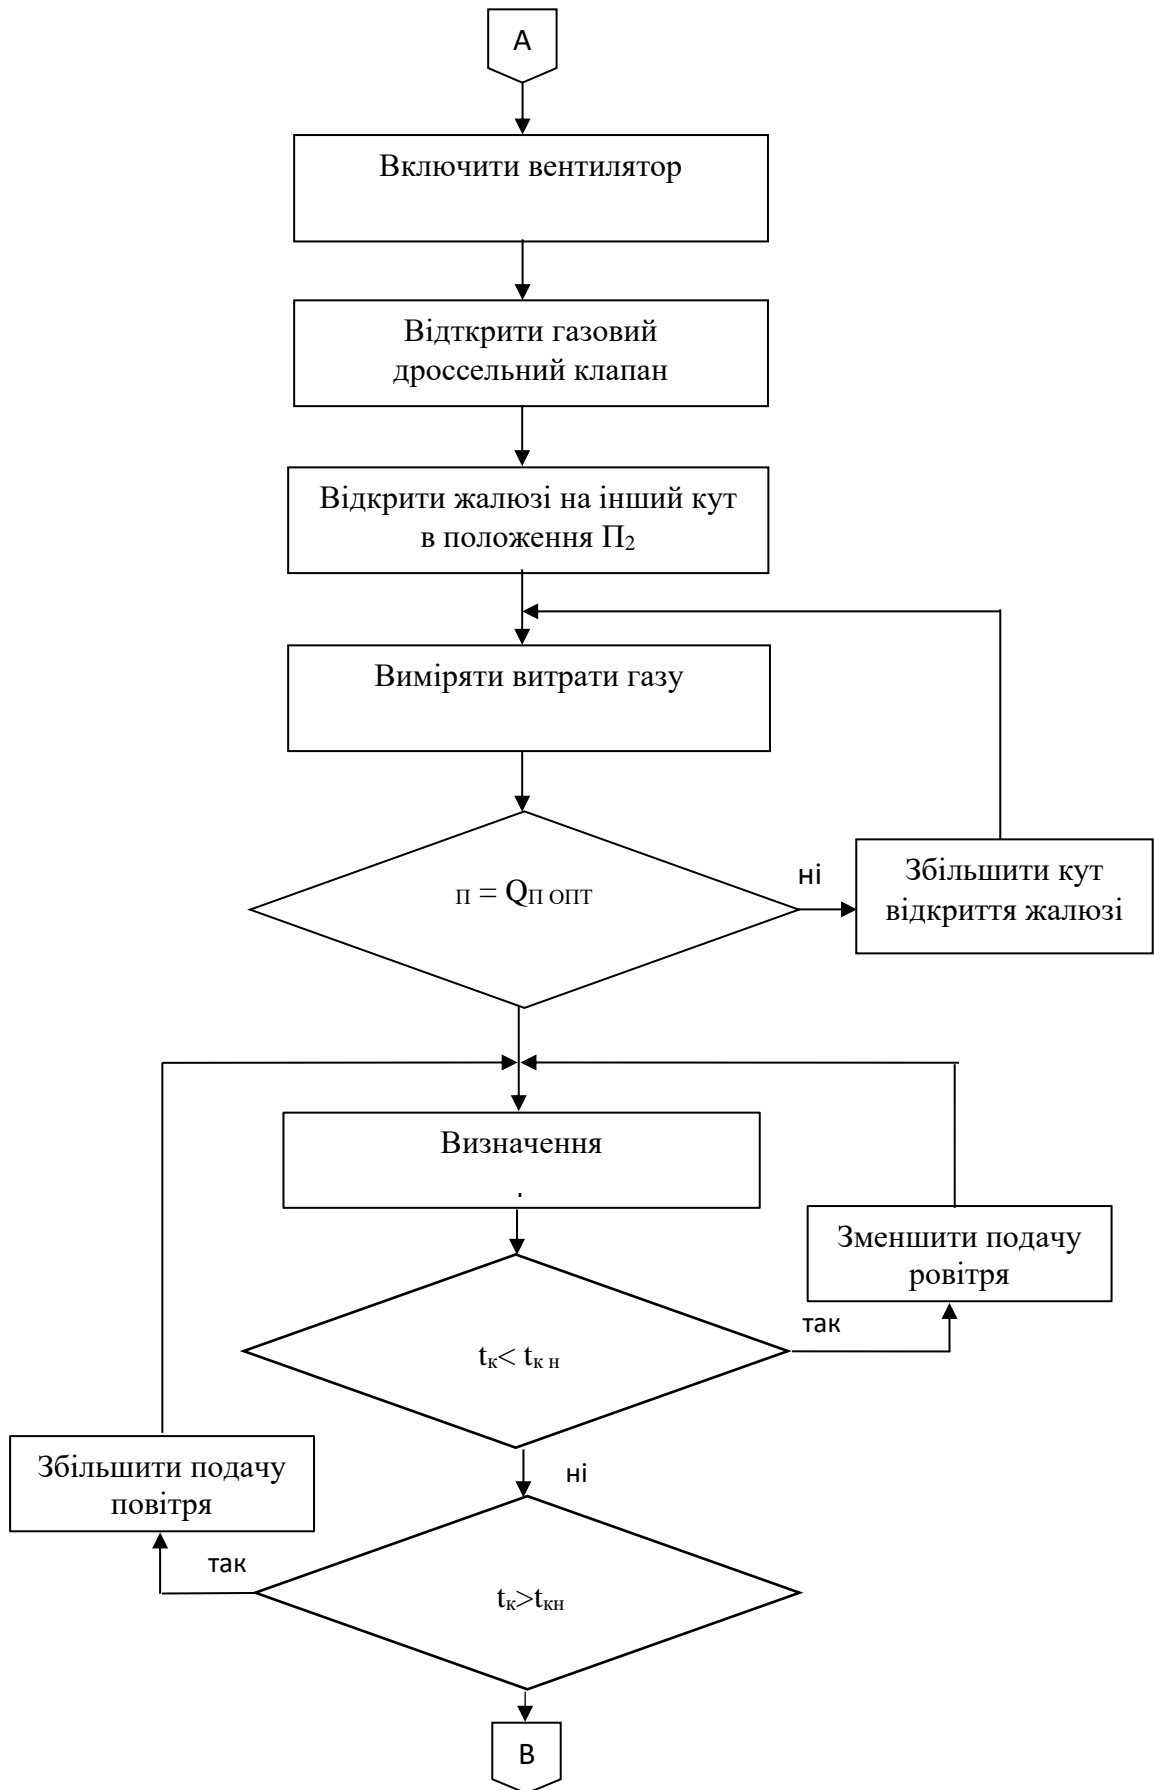 А
Включити вентилятор
Відткрити газовий
дроссельний клапан
Відкрити жалюзі на інший кут
в положення П₂
Виміряти витрати газу
П = QП ОПТ
ні
Збільшити кут
відкриття жалюзі
Визначення
.
Зменшити подачу
ровітря
так
tк< tк н
ні
Збільшити подачу
повітря
так
tк>tкн
В